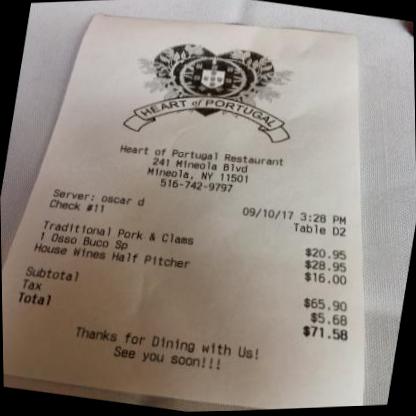 HEART of PORTUGAL
Heart of Portugal Restaurant
241 Mineola Blvd
Mineola, NY 11501
516-742-9797
Server: oscar d 09/10/17 3:28 PM
Check #11 Table D2
Traditional Pork & Clams $20.95
1 Osso Buco Sp $28.95
House Wines Half Pitcher $16.00
Subtotal $65.90
Tax $5.68
Total $71.58
Thanks for Dining with Us!
See you soon!!!